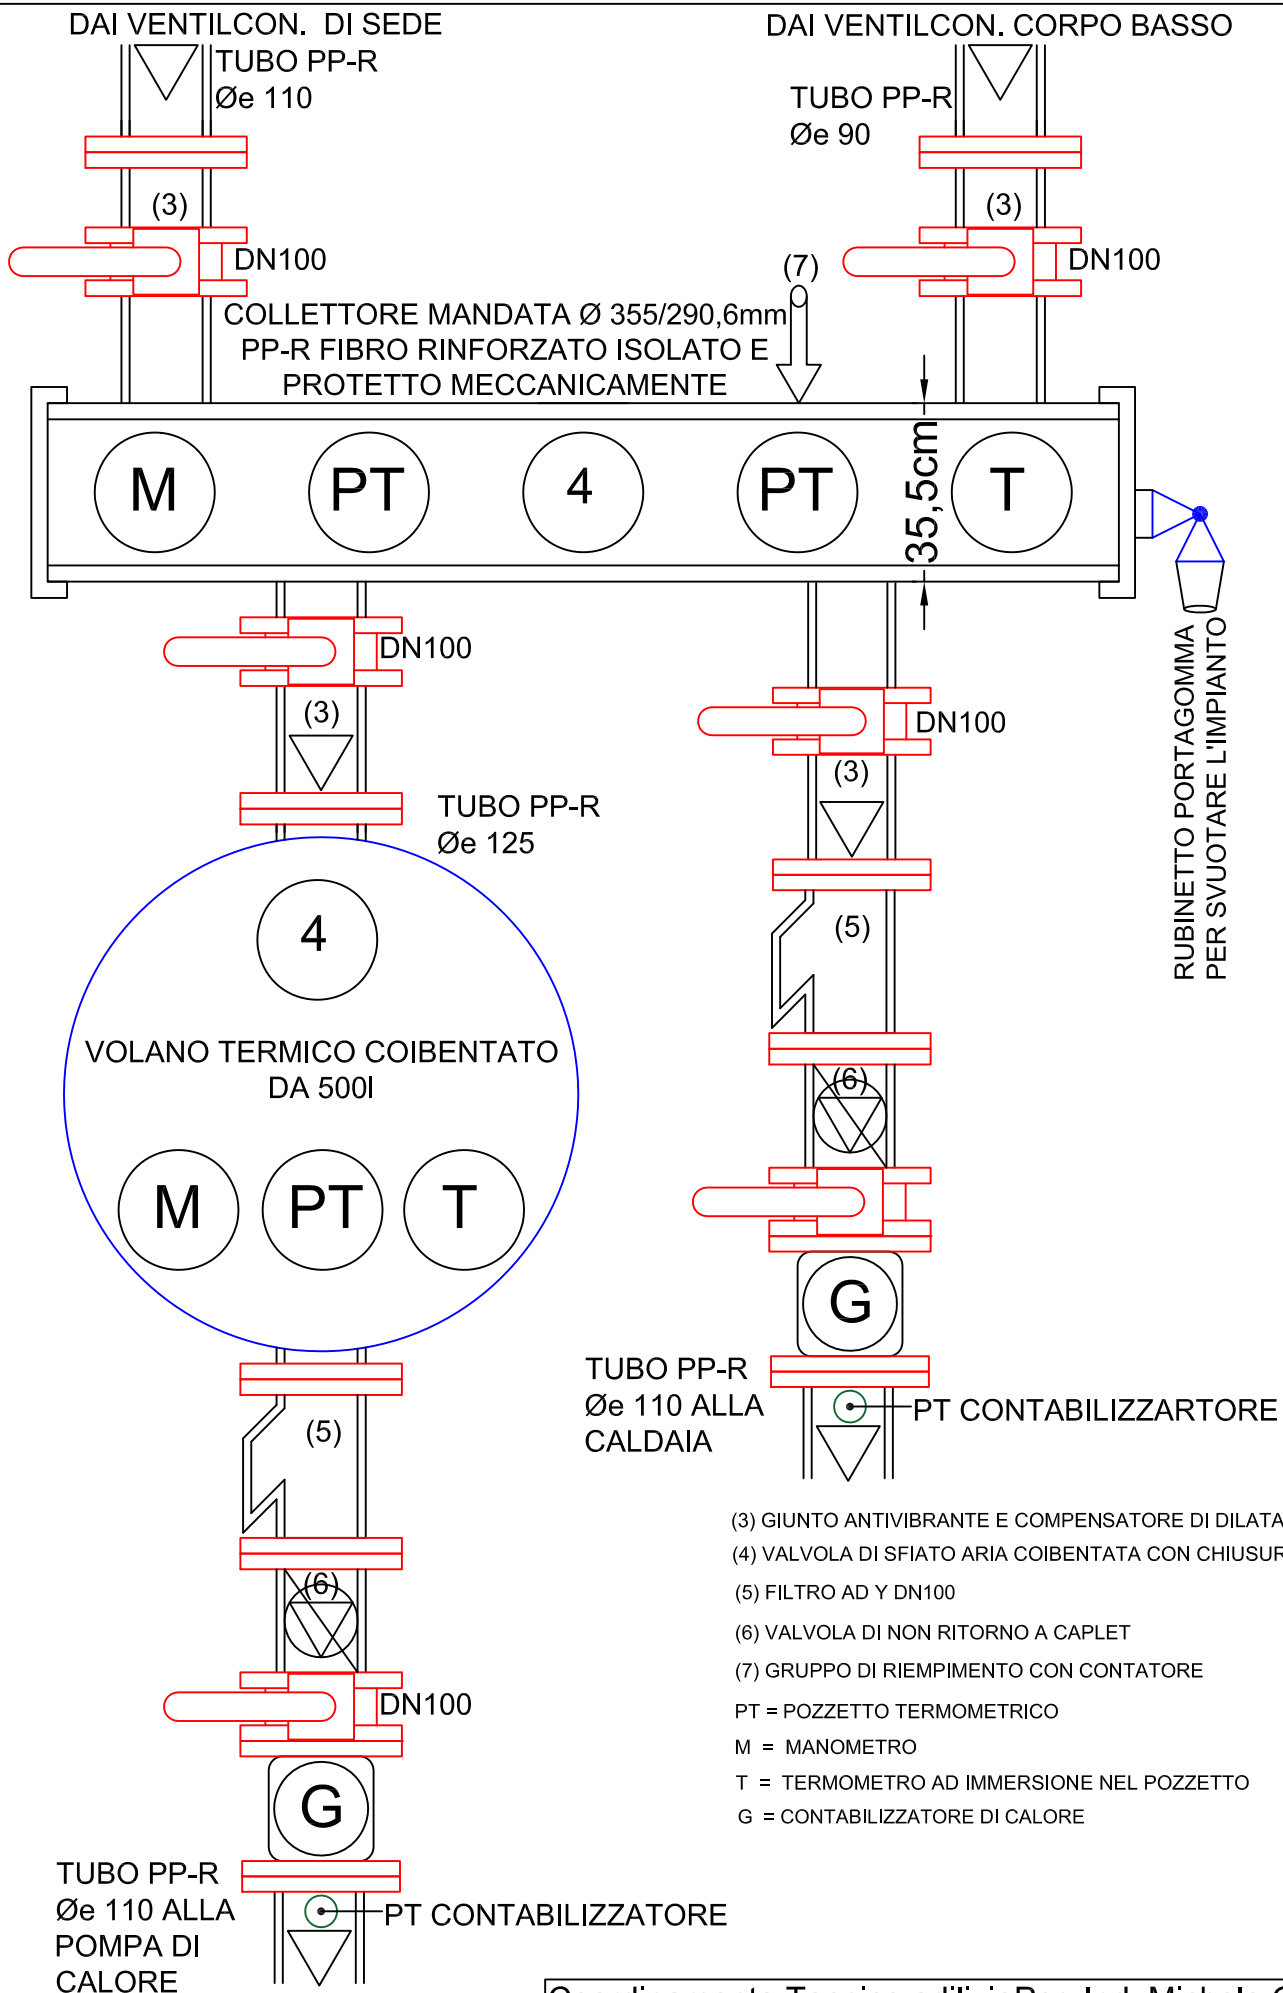 DAI VENTILCON. DI SEDE
TUBO PP-R
Øe 110
DAI VENTILCON. CORPO BASSO
TUBO PP-R
Øe 90
(3)
DN100
(3)
DN100
(7)
COLLETTORE MANDATA Ø 355/290,6mm
PP-R FIBRO RINFORZATO ISOLATO E
PROTETTO MECCANICAMENTE
M
PT
4
PT
35,5cm
T
DN100
(3)
TUBO PP-R
Øe 125
DN100
(3)
(5)
(6)
RUBINETTO PORTAGOMMA
PER SVUOTARE L'IMPIANTO
4
VOLANO TERMICO COIBENTATO
DA 500l
M
PT
T
G
TUBO PP-R
Øe 110 ALLA
CALDAIA
PT CONTABILIZZARTORE
(5)
(6)
DN100
G
TUBO PP-R
Øe 110 ALLA
POMPA DI
CALORE
PT CONTABILIZZATORE
(3) GIUNTO ANTIVIBRANTE E COMPENSATORE DI DILATA
(4) VALVOLA DI SFIATO ARIA COIBENTATA CON CHIUSUR
(5) FILTRO AD Y DN100
(6) VALVOLA DI NON RITORNO A CAPLET
(7) GRUPPO DI RIEMPIMENTO CON CONTATORE
PT = POZZETTO TERMOMETRICO
M = MANOMETRO
T = TERMOMETRO AD IMMERSIONE NEL POZZETTO
G = CONTABILIZZATORE DI CALORE